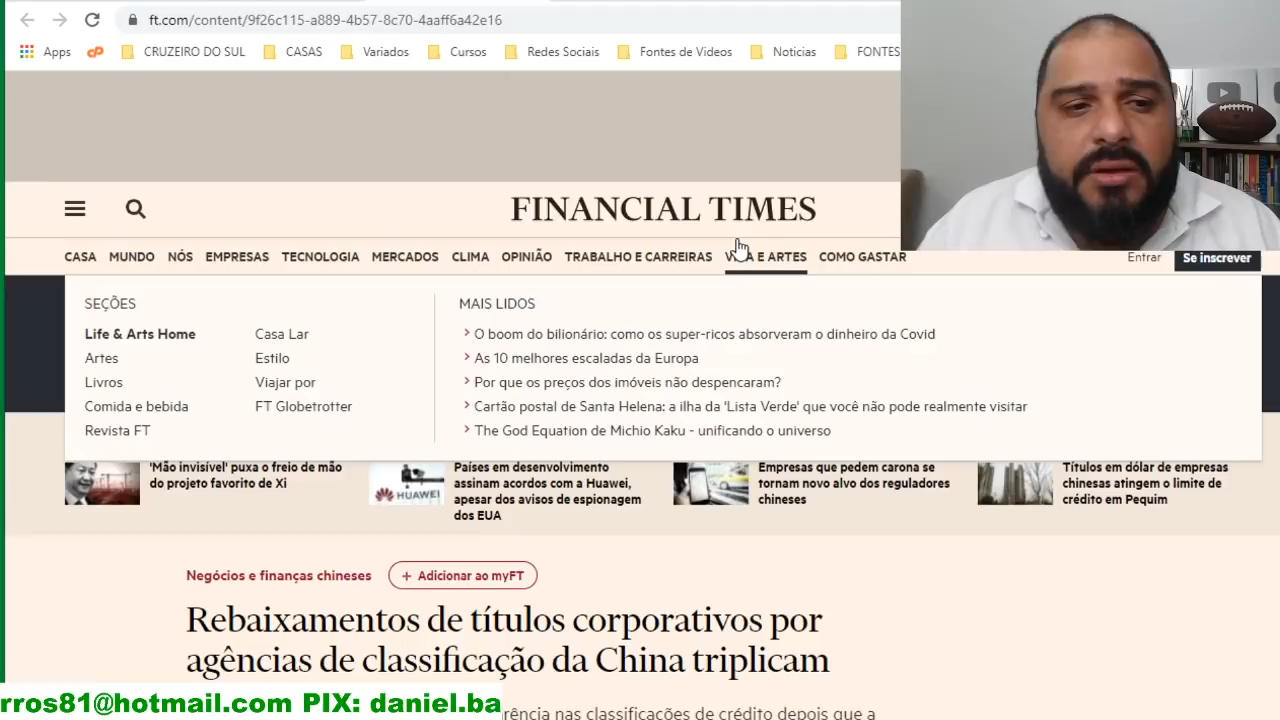 ft.com/content/9f26c115-a889-4b57-8c70-4aaff6a42e16
Apps
CRUZEIRO DO SUL
CASAS
Variados
Cursos
Redes Sociais
Fontes de Videos
Noticias
FONTES
FINANCIAL TIMES
CASA MUNDO NÓS EMPRESAS TECNOLOGIA MERCADOS CLIMA OPINIÃO TRABALHO E CARREIRAS E ARTES COMO GASTAR
Entrar
Se inscrever
SEÇÕES
Life & Arts Home
Casa Lar
Artes
Estilo
Livros
Viajar por
Comida e bebida
FT Globetrotter
Revista FT
MAIS LIDOS
O boom do bilionário: como os super-ricos absorveram o dinheiro da Covid
As 10 melhores escaladas da Europa
Por que os preços dos imóveis não despencaram?
Cartão postal de Santa Helena: a ilha da 'Lista Verde' que você não pode realmente visitar
The God Equation de Michio Kaku - unificando o universo
'Mão invisível' puxa o freio de mão
do projeto favorito de Xi
HUAWEI
Países em desenvolvimento
assinam acordos com a Huawei,
apesar dos avisos de espionagem
dos EUA
Empresas que pedem carona se
tornam novo alvo dos reguladores
chineses
Títulos em dólar de empresas
chinesas atingem o limite de
crédito em Pequim
Negócios e finanças chineses
+ Adicionar ao myFT
Rebaixamentos de títulos corporativos por
agências de classificação da China triplicam
rência nas classificações de crédito depois que a
rros81@hotmail.com PIX: daniel.ba